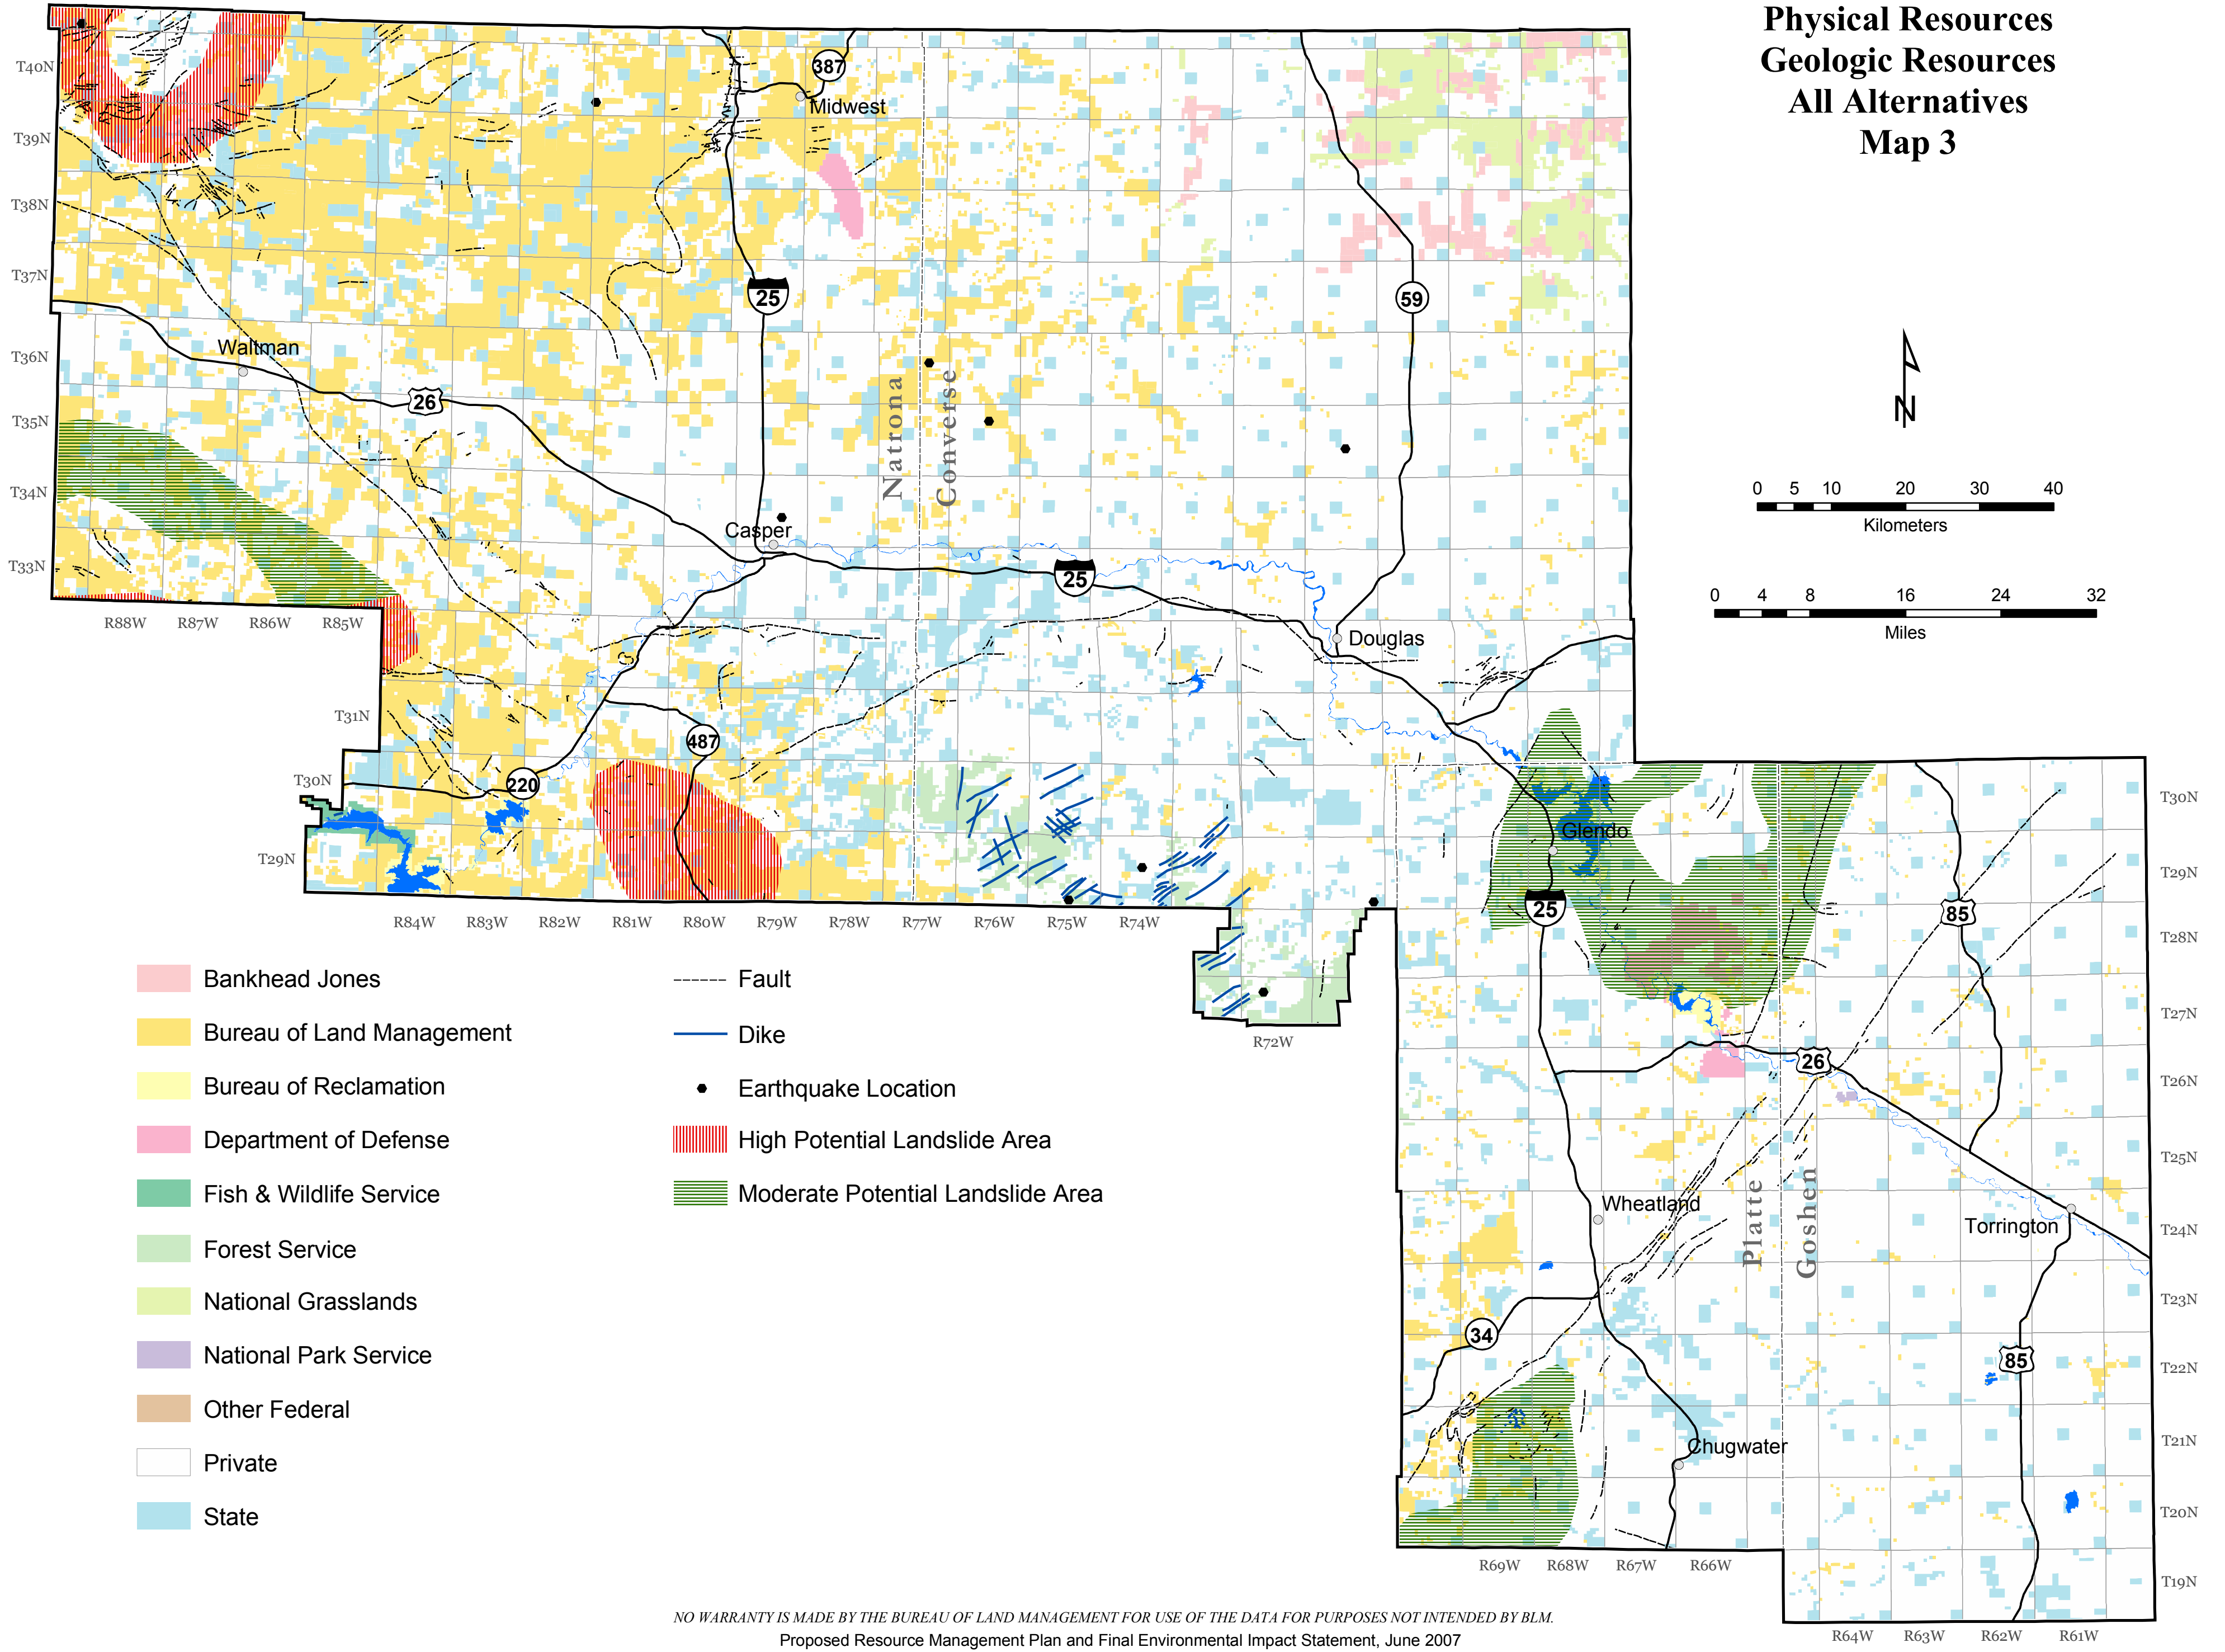 Physical Resources
Geologic Resources
All Alternatives
Map 3
N
0 5 10 20 30 40
Kilometers
0 4 8 16 24 32
Miles
T40N
T39N
T38N
T37N
T36N
T35N
T34N
T33N
R88W R87W R86W R85W
T31N
T30N
T29N
R84W R83W R82W R81W R80W R79W R78W R77W R76W R75W R74W
R72W
387
Midwest
25
59
Waltman
26
Natrona
Converse
Casper
25
Douglas
487
220
Glendo
25
85
26
Wheatland
Platte
Goshen
Torrington
34
85
Chugwater
T30N
T29N
T28N
T27N
T26N
T25N
T24N
T23N
T22N
T21N
T20N
T19N
R69W R68W R67W R66W
R64W R63W R62W R61W
Bankhead Jones
Bureau of Land Management
Bureau of Reclamation
Department of Defense
Fish & Wildlife Service
Forest Service
National Grasslands
National Park Service
Other Federal
Private
State
Fault
Dike
Earthquake Location
High Potential Landslide Area
Moderate Potential Landslide Area
NO WARRANTY IS MADE BY THE BUREAU OF LAND MANAGEMENT FOR USE OF THE DATA FOR PURPOSES NOT INTENDED BY BLM.
Proposed Resource Management Plan and Final Environmental Impact Statement, June 2007